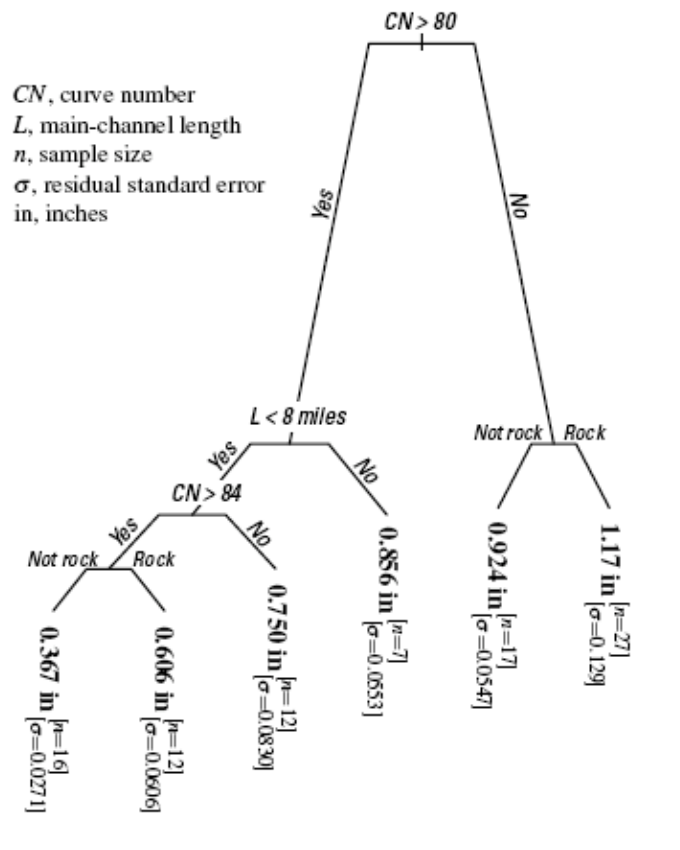 CN > 80
CN, curve number
L, main-channel length
n, sample size
σ, residual standard error
in, inches
Yes
No
L < 8 miles
Not rock
Rock
Yes
No
CN > 84
Yes
No
Not rock
Rock
0.367 in [n=16]
[σ=0.0271]
0.606 in [n=12]
[σ=0.0606]
0.750 in [n=12]
[σ=0.0830]
0.856 in [n=7]
[σ=0.0553]
0.924 in [n=17]
[σ=0.0547]
1.17 in [n=27]
[σ=0.129]